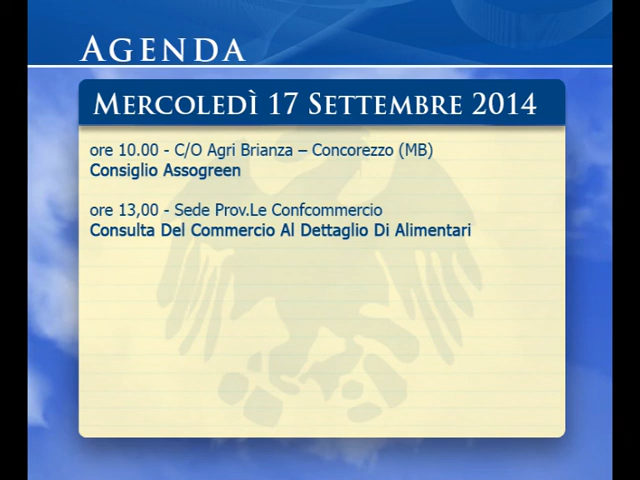 AGENDA
MERCOLEDÌ 17 SETTEMBRE 2014
ore 10.00 - C/O Agri Brianza – Concorezzo (MB)
Consiglio Assogreen
ore 13,00 - Sede Prov.Le Confcommercio
Consulta Del Commercio Al Dettaglio Di Alimentari